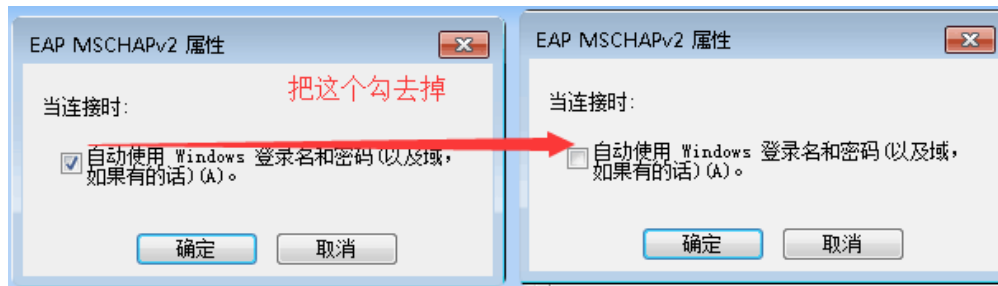 EAP MSCHAPv2 属性
当连接时:
把这个勾去掉
自动使用 Windows 登录名和密码(以及域，
如果有的话)(A)。
确定
取消
EAP MSCHAPv2 属性
当连接时:
自动使用 Windows 登录名和密码(以及域，
如果有的话)(A)。
确定
取消